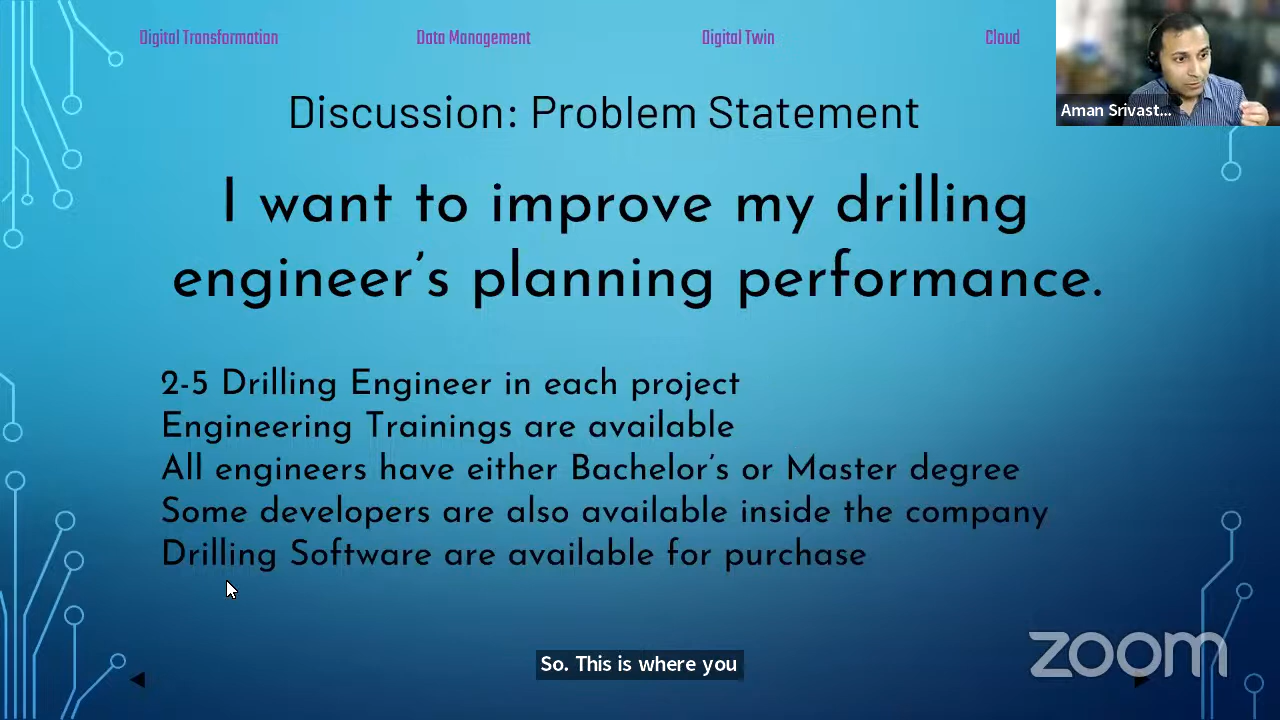 Digital Transformation
Data Management
Digital Twin
Cloud
Aman Srivast...
Discussion: Problem Statement
I want to improve my drilling
engineer’s planning performance.
2-5 Drilling Engineer in each project
Engineering Trainings are available
All engineers have either Bachelor’s or Master degree
Some developers are also available inside the company
Drilling Software are available for purchase
So. This is where you
zoom